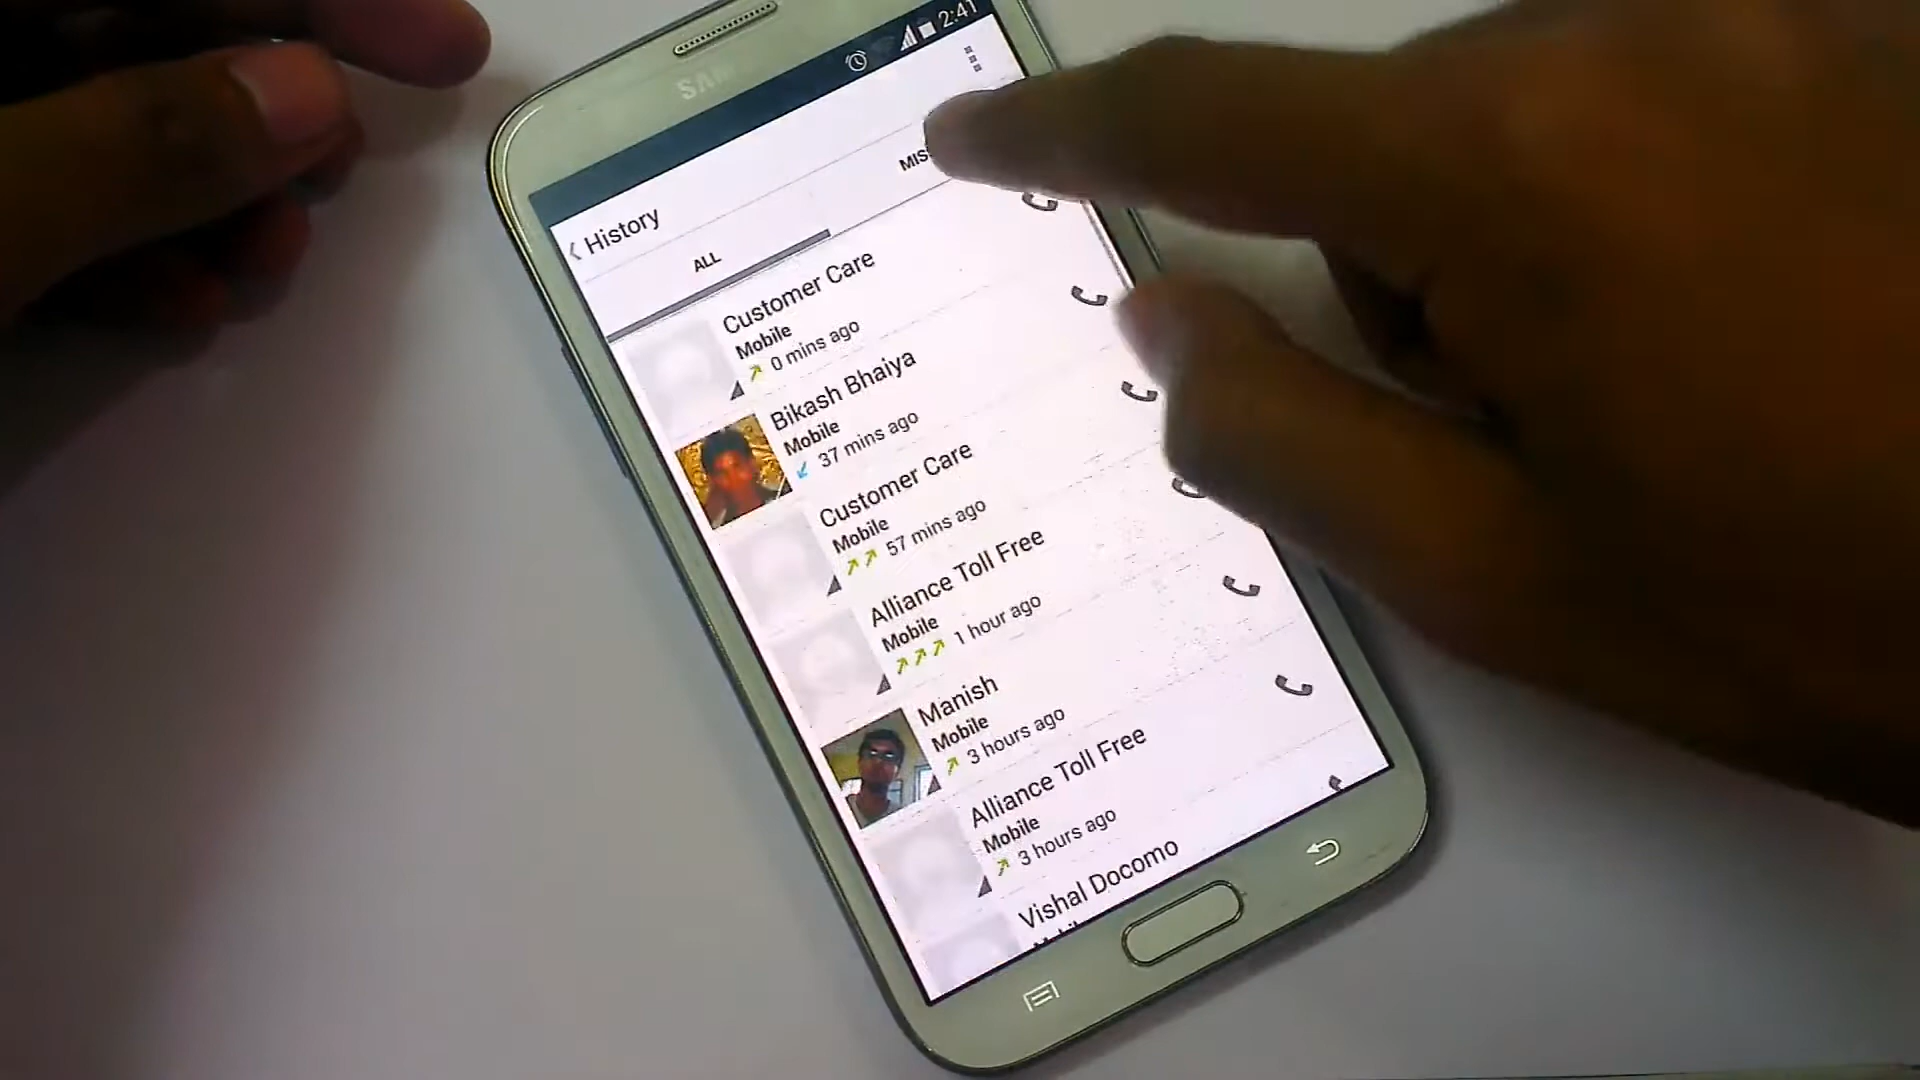 SAM
2:41
History
ALL
MIS
Customer Care
Mobile
0 mins ago
Bikash Bhaiya
Mobile
37 mins ago
Customer Care
Mobile
57 mins ago
Alliance Toll Free
Mobile
1 hour ago
Manish
Mobile
3 hours ago
Alliance Toll Free
Mobile
3 hours ago
Vishal Docomo